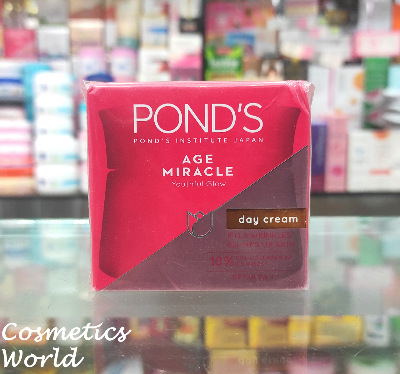 POND'S
POND'S INSTITUTE JAPAN
AGE
MIRACLE
Youthful Glow
day cream
Cosmetics
World